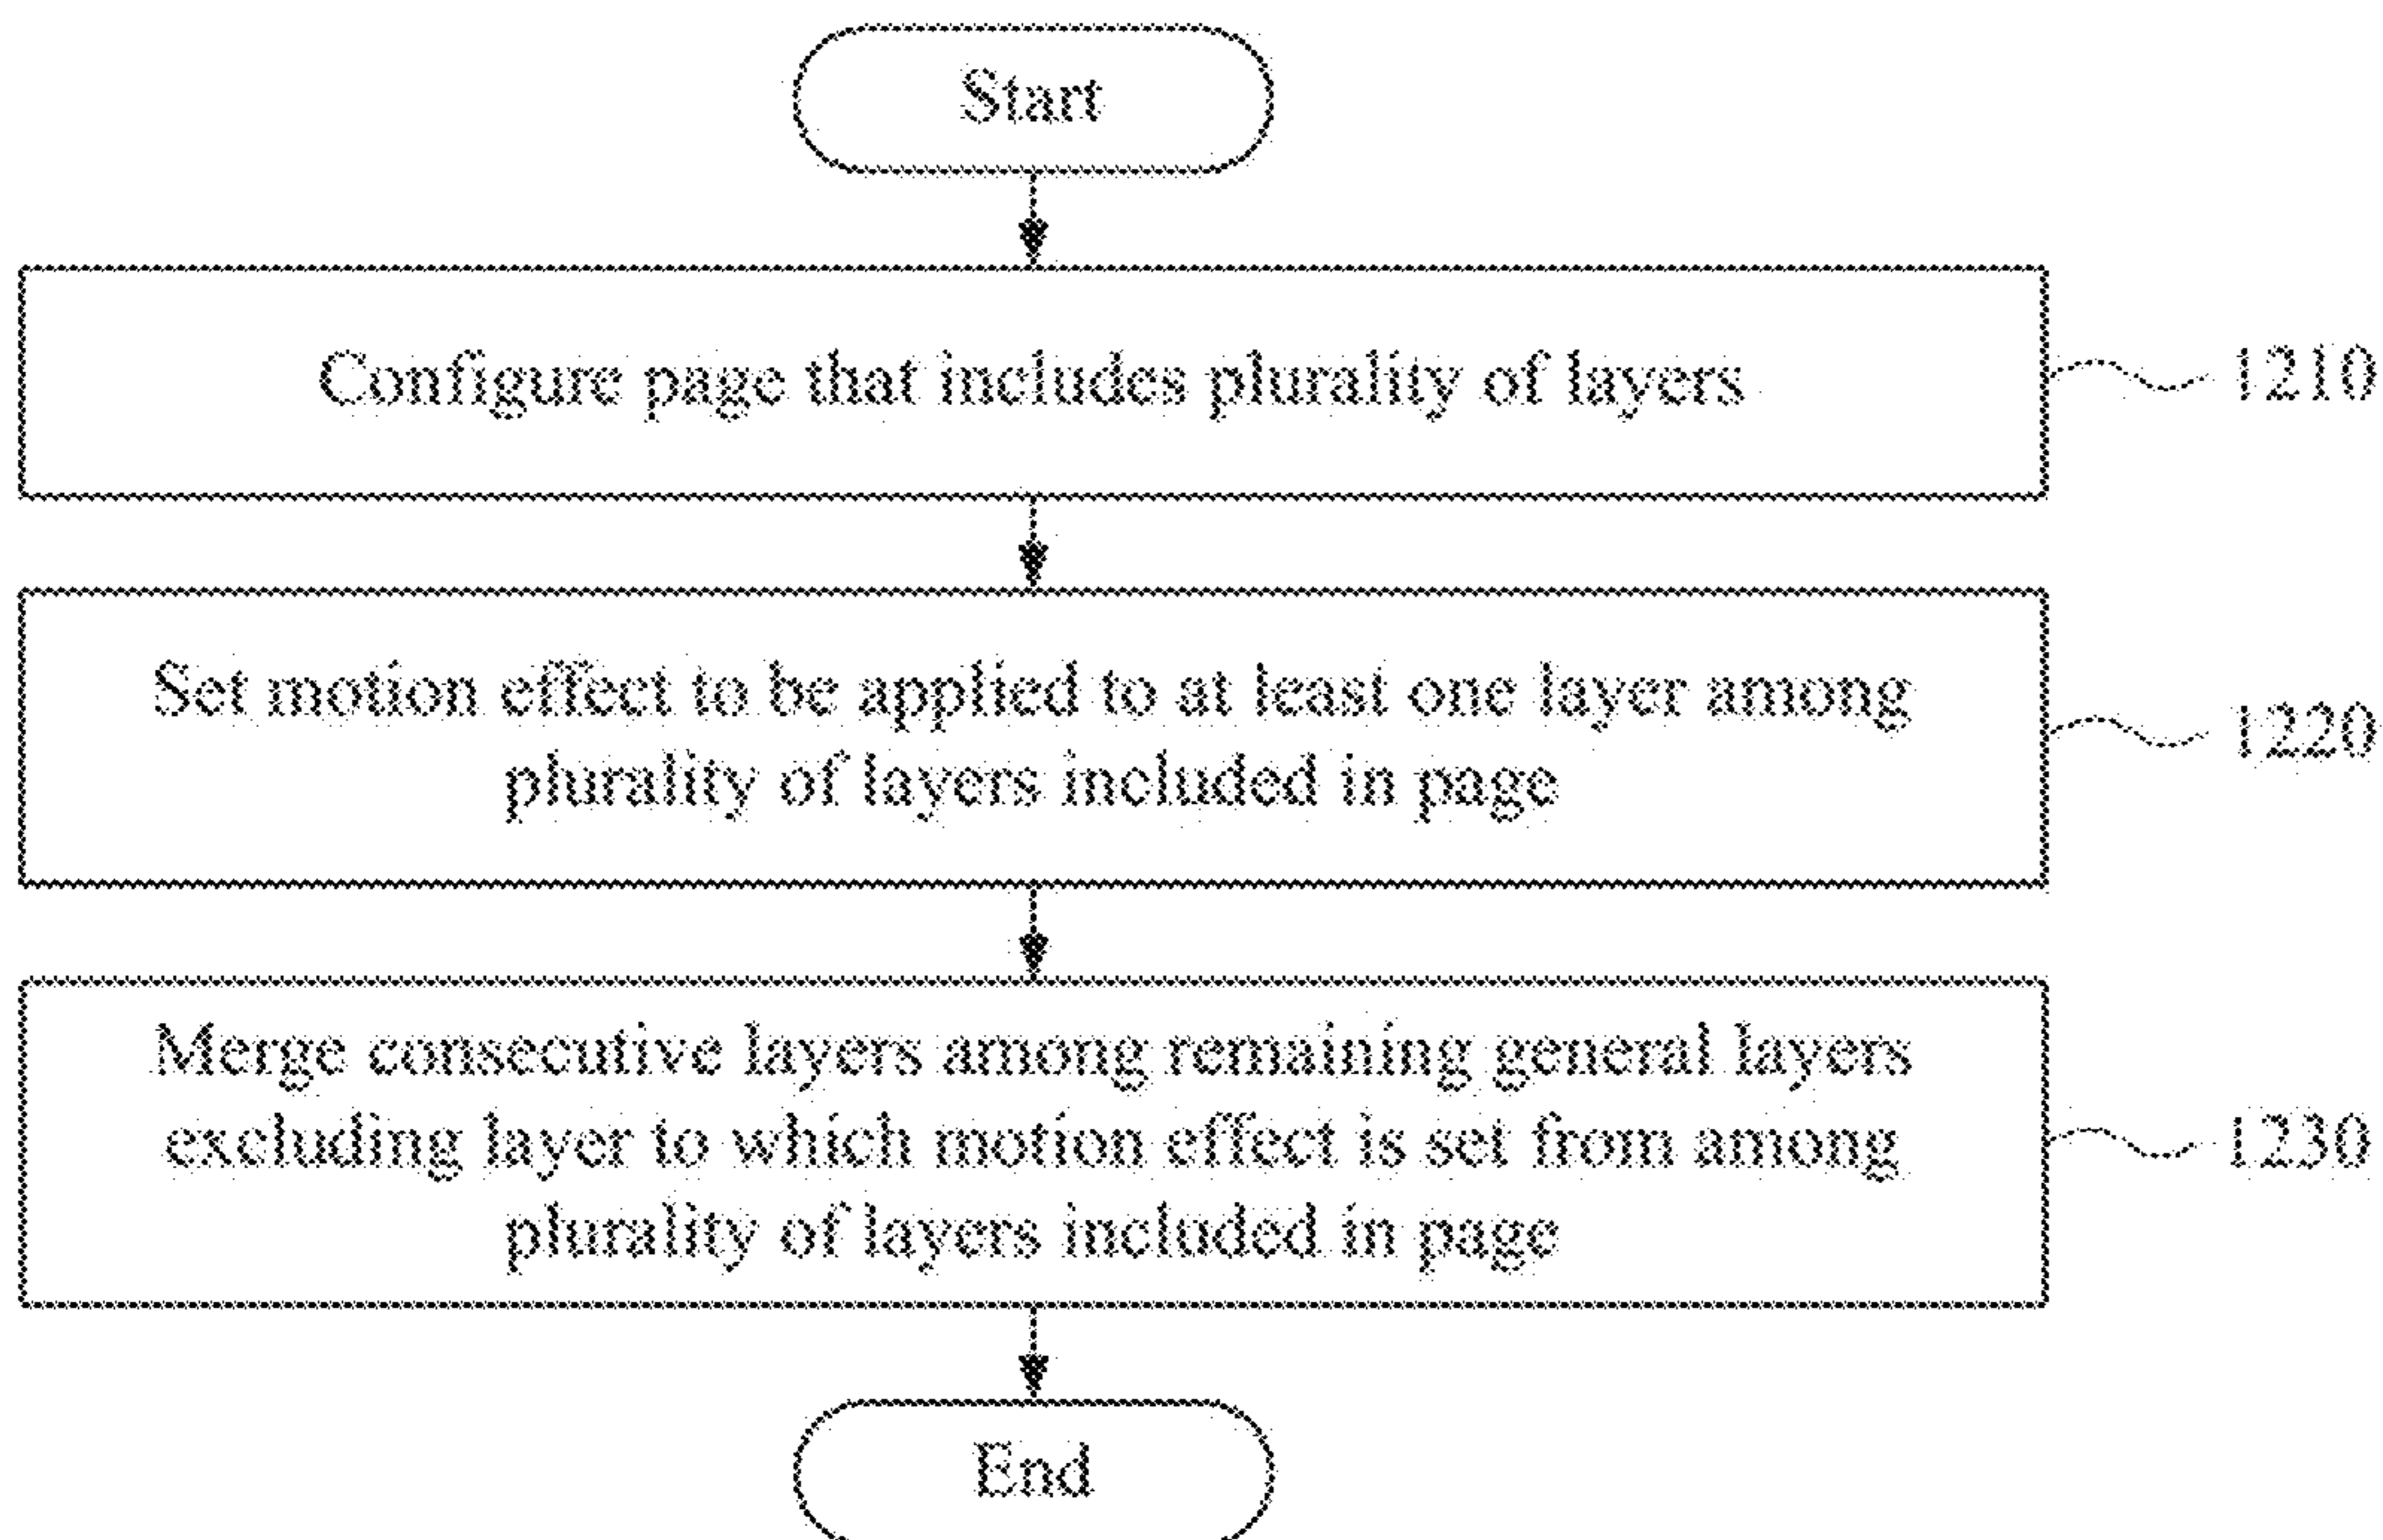 Start
Configure page that includes plurality of layers
1210
Set motion effect to be applied to at least one layer among
plurality of layers included in page
1220
Merge consecutive layers among remaining general layers
excluding layer to which motion effect is set from among
plurality of layers included in page
1230
End